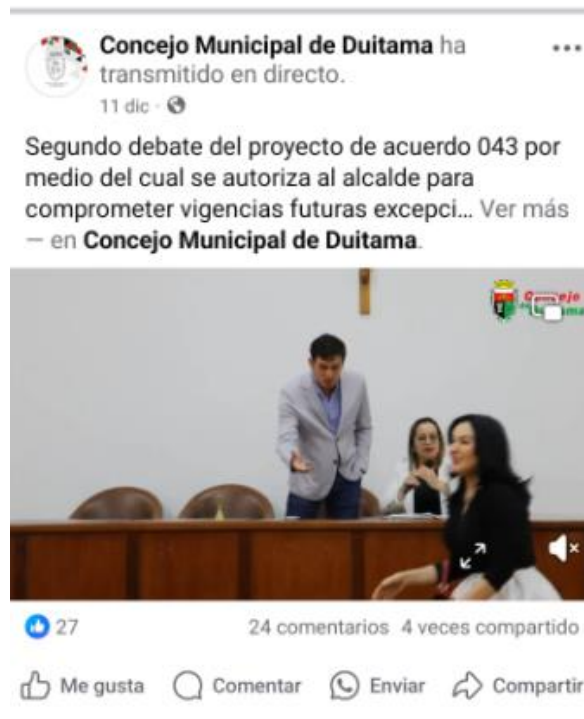 Concejo Municipal de Duitama ha
transmitido en directo.
11 dic ·
Segundo debate del proyecto de acuerdo 043 por
medio del cual se autoriza al alcalde para
comprometer vigencias futuras excepci... Ver más
— en Concejo Municipal de Duitama.
27
24 comentarios 4 veces compartido
Me gusta
Comentar
Enviar
Compartir